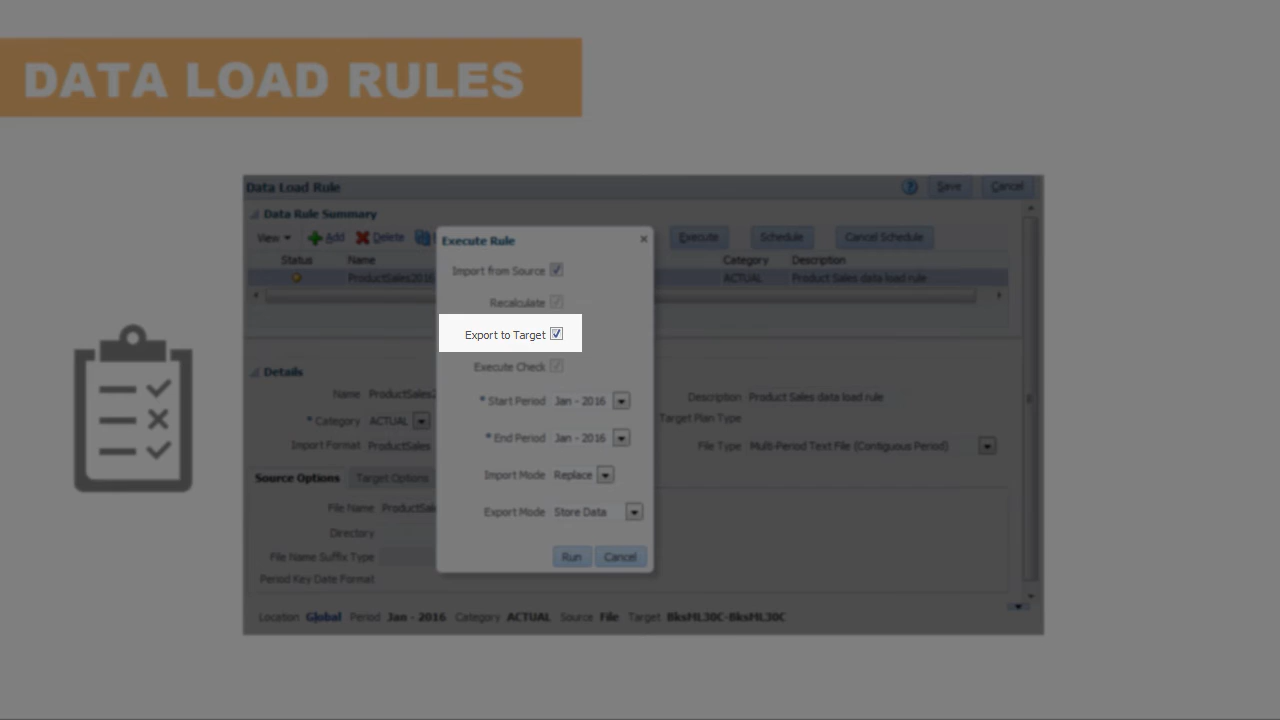 DATA LOAD RULES
Data Load Rule
Save
Cancel
Data Rule Summary
View
Add
Delete
Execute
Schedule
Cancel Schedule
Status
Name
Category
Description
ProductSales2016
ACTUAL
Product Sales data load rule
Execute Rule
Import from Source
Recalculate
Export to Target
Execute Check
* Start Period Jan - 2016
* End Period Jan - 2016
Import Mode Replace
Export Mode Store Data
Run
Cancel
Details
Name
Description Product Sales data load rule
* Category ACTUAL
Target Plan Type
Import Format ProductSales
File Type Multi-Period Text File (Contiguous Period)
Source Options
Target Options
File Name
Directory
File Name Suffix Type
Period Key Date Format
Location Global Period Jan - 2016 Category ACTUAL Source File Target BksML30C-BksML30C